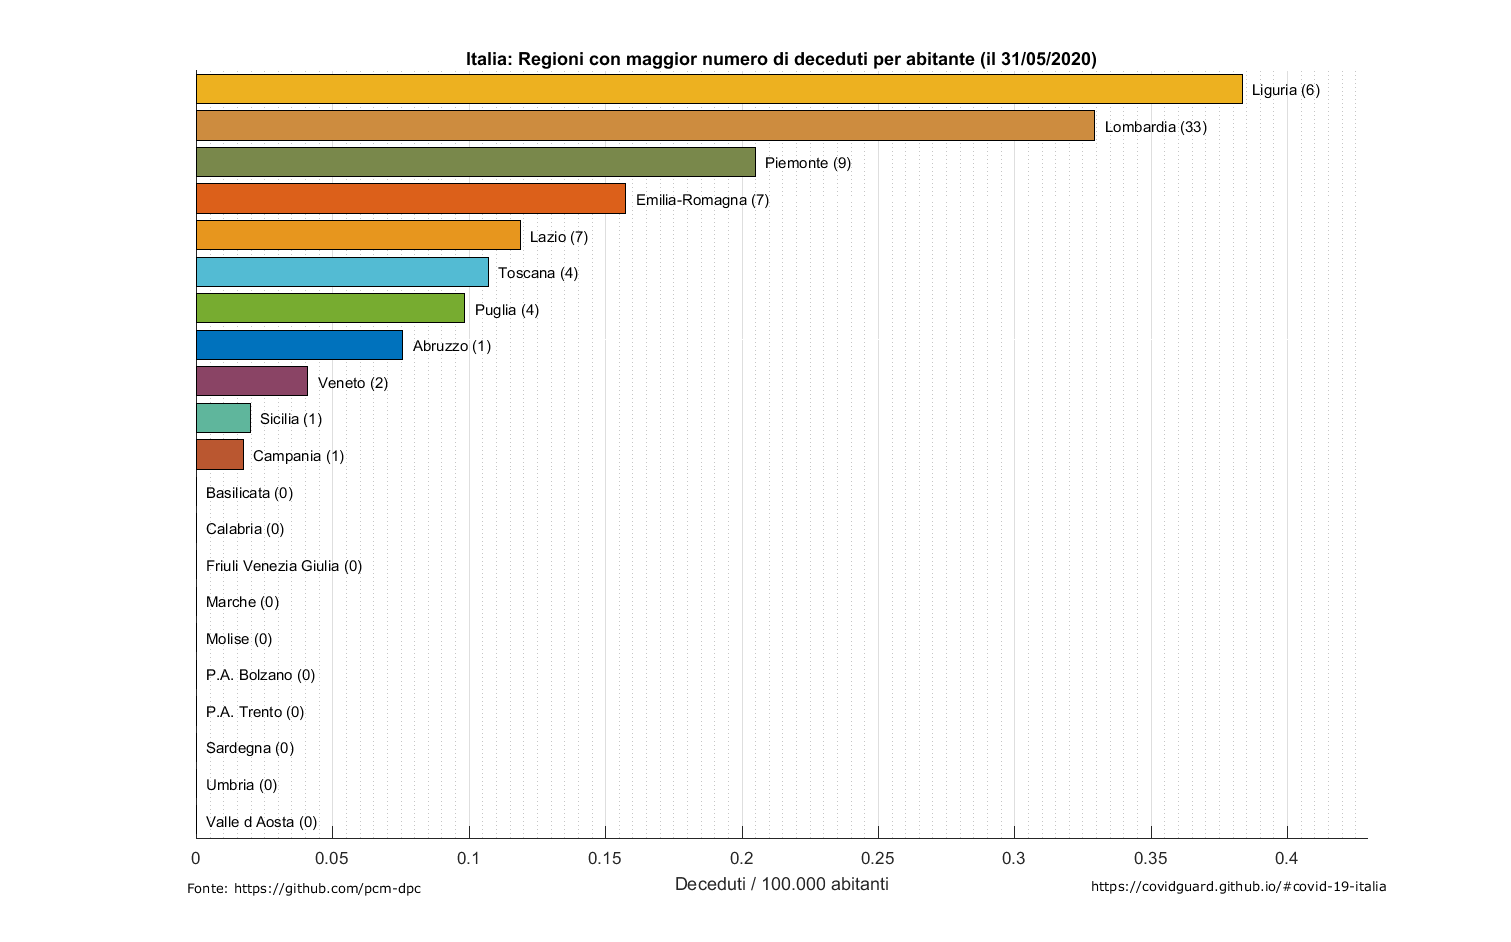 Italia: Regioni con maggior numero di deceduti per abitante (il 31/05/2020)
Liguria (6)
Lombardia (33)
Piemonte (9)
Emilia-Romagna (7)
Lazio (7)
Toscana (4)
Puglia (4)
Abruzzo (1)
Veneto (2)
Sicilia (1)
Campania (1)
Basilicata (0)
Calabria (0)
Friuli Venezia Giulia (0)
Marche (0)
Molise (0)
P.A. Bolzano (0)
P.A. Trento (0)
Sardegna (0)
Umbria (0)
Valle d Aosta (0)
0 0.05 0.1 0.15 0.2 0.25 0.3 0.35 0.4
Deceduti / 100.000 abitanti
Fonte: https://github.com/pcm-dpc
https://covidguard.github.io/#covid-19-italia